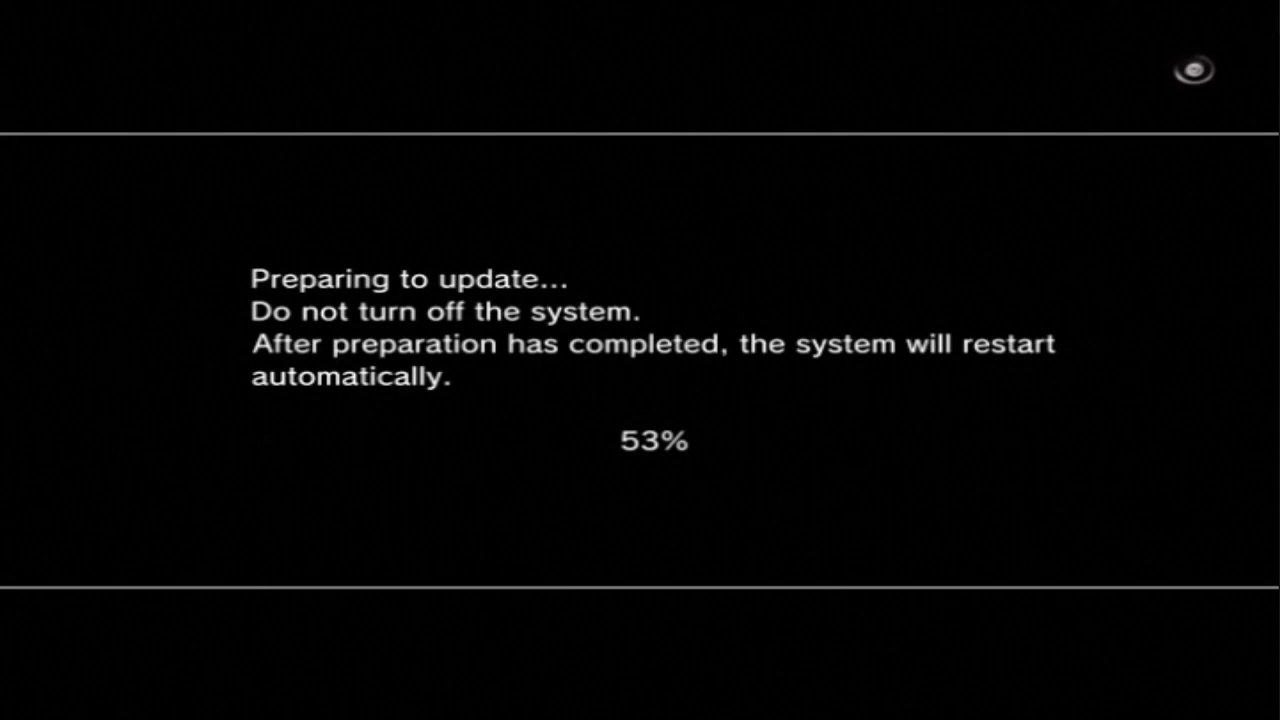 Preparing to update...
Do not turn off the system.
After preparation has completed, the system will restart
automatically.
53%